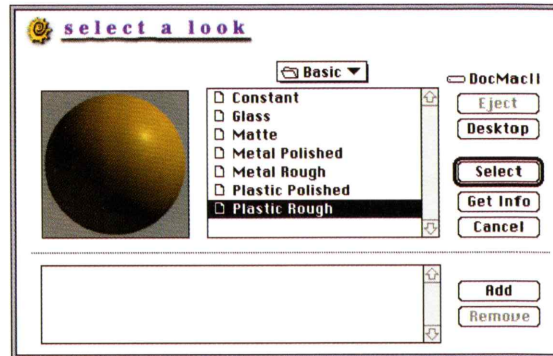 select a look
Basic
DocMacII
Constant
Glass
Matte
Metal Polished
Metal Rough
Plastic Polished
Plastic Rough
Eject
Desktop
Select
Get Info
Cancel
Add
Remove